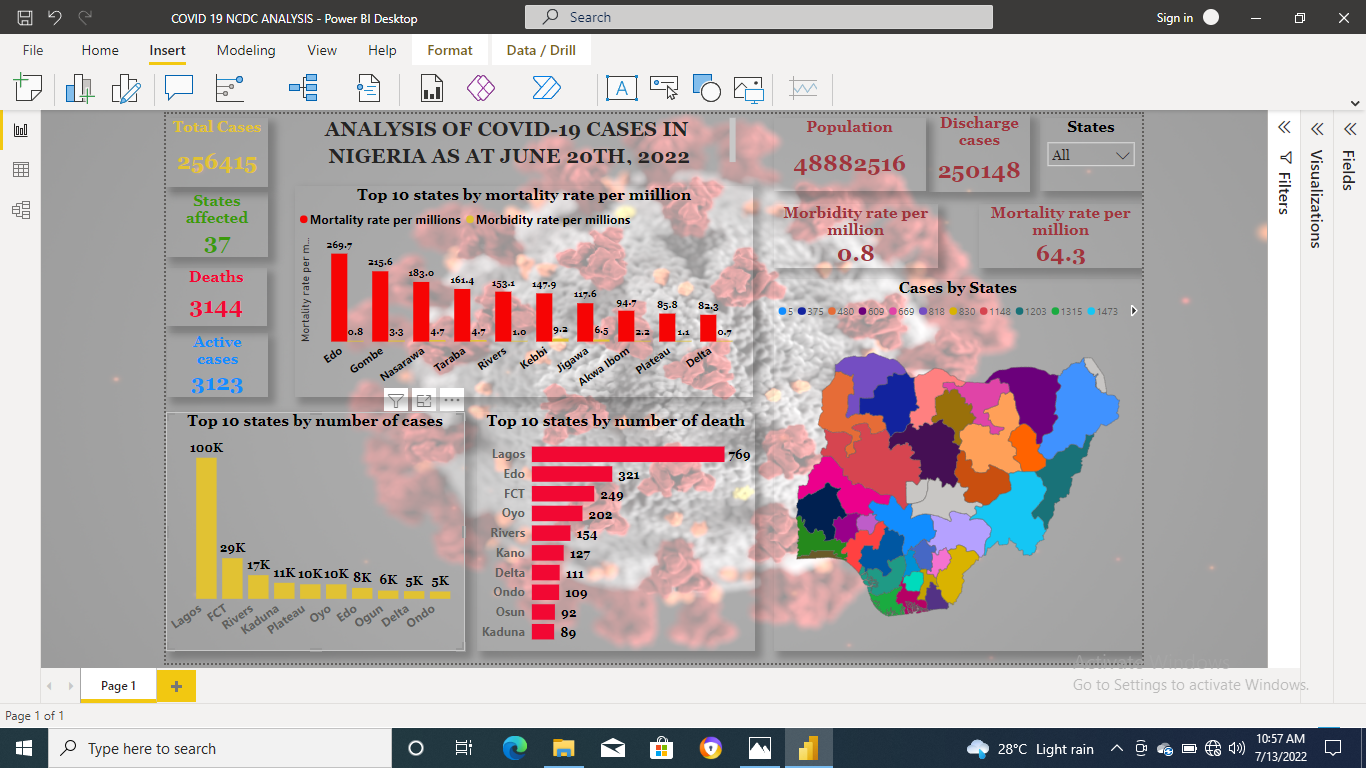 COVID 19 NCDC ANALYSIS - Power BI Desktop
Search
Sign in
File Home Insert Modeling View Help Format Data / Drill
Total Cases
256415
States
affected
37
Deaths
3144
Active
cases
3123
ANALYSIS OF COVID-19 CASES IN
NIGERIA AS AT JUNE 20TH, 2022
Population
48882516
Discharge
cases
250148
States
All
Morbidity rate per
million
0.8
Mortality rate per
million
64.3
Top 10 states by mortality rate per miillion
Mortality rate per millions Morbidity rate per millions
Mortality rate per m...
269.7 215.6 183.0 161.4 153.1 147.9 117.6 94.7 85.8 82.3
0.8 3.3 4.7 4.7 1.0 9.2 6.5 2.2 1.1 0.7
Edo Gombe Nasarawa Taraba Rivers Kebbi Jigawa Akwa Ibom Plateau Delta
Cases by States
5 375 480 609 669 818 830 1148 1203 1315 1473
Top 10 states by number of cases
100K 29K 17K 11K 10K 10K 8K 6K 5K 5K
Lagos FCT Rivers Kaduna Plateau Oyo Edo Ogun Delta Ondo
Top 10 states by number of death
Lagos 769
Edo 321
FCT 249
Oyo 202
Rivers 154
Kano 127
Delta 111
Ondo 109
Osun 92
Kaduna 89
Filters
Visualizations
Fields
Activate Windows
Go to Settings to activate Windows.
Page 1
Page 1 of 1
Type here to search
28°C Light rain
10:57 AM
7/13/2022